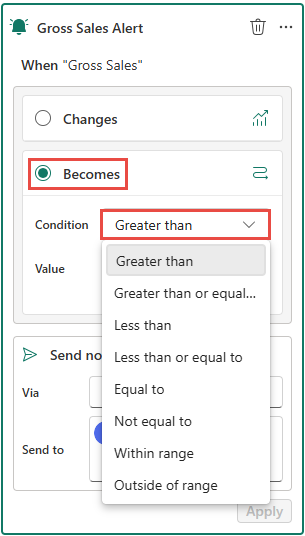 Gross Sales Alert
When "Gross Sales"
Changes
Becomes
Condition Greater than
Value
Greater than
Greater than or equal...
Less than
Less than or equal to
Equal to
Not equal to
Within range
Outside of range
Send no
Via
Send to
Apply